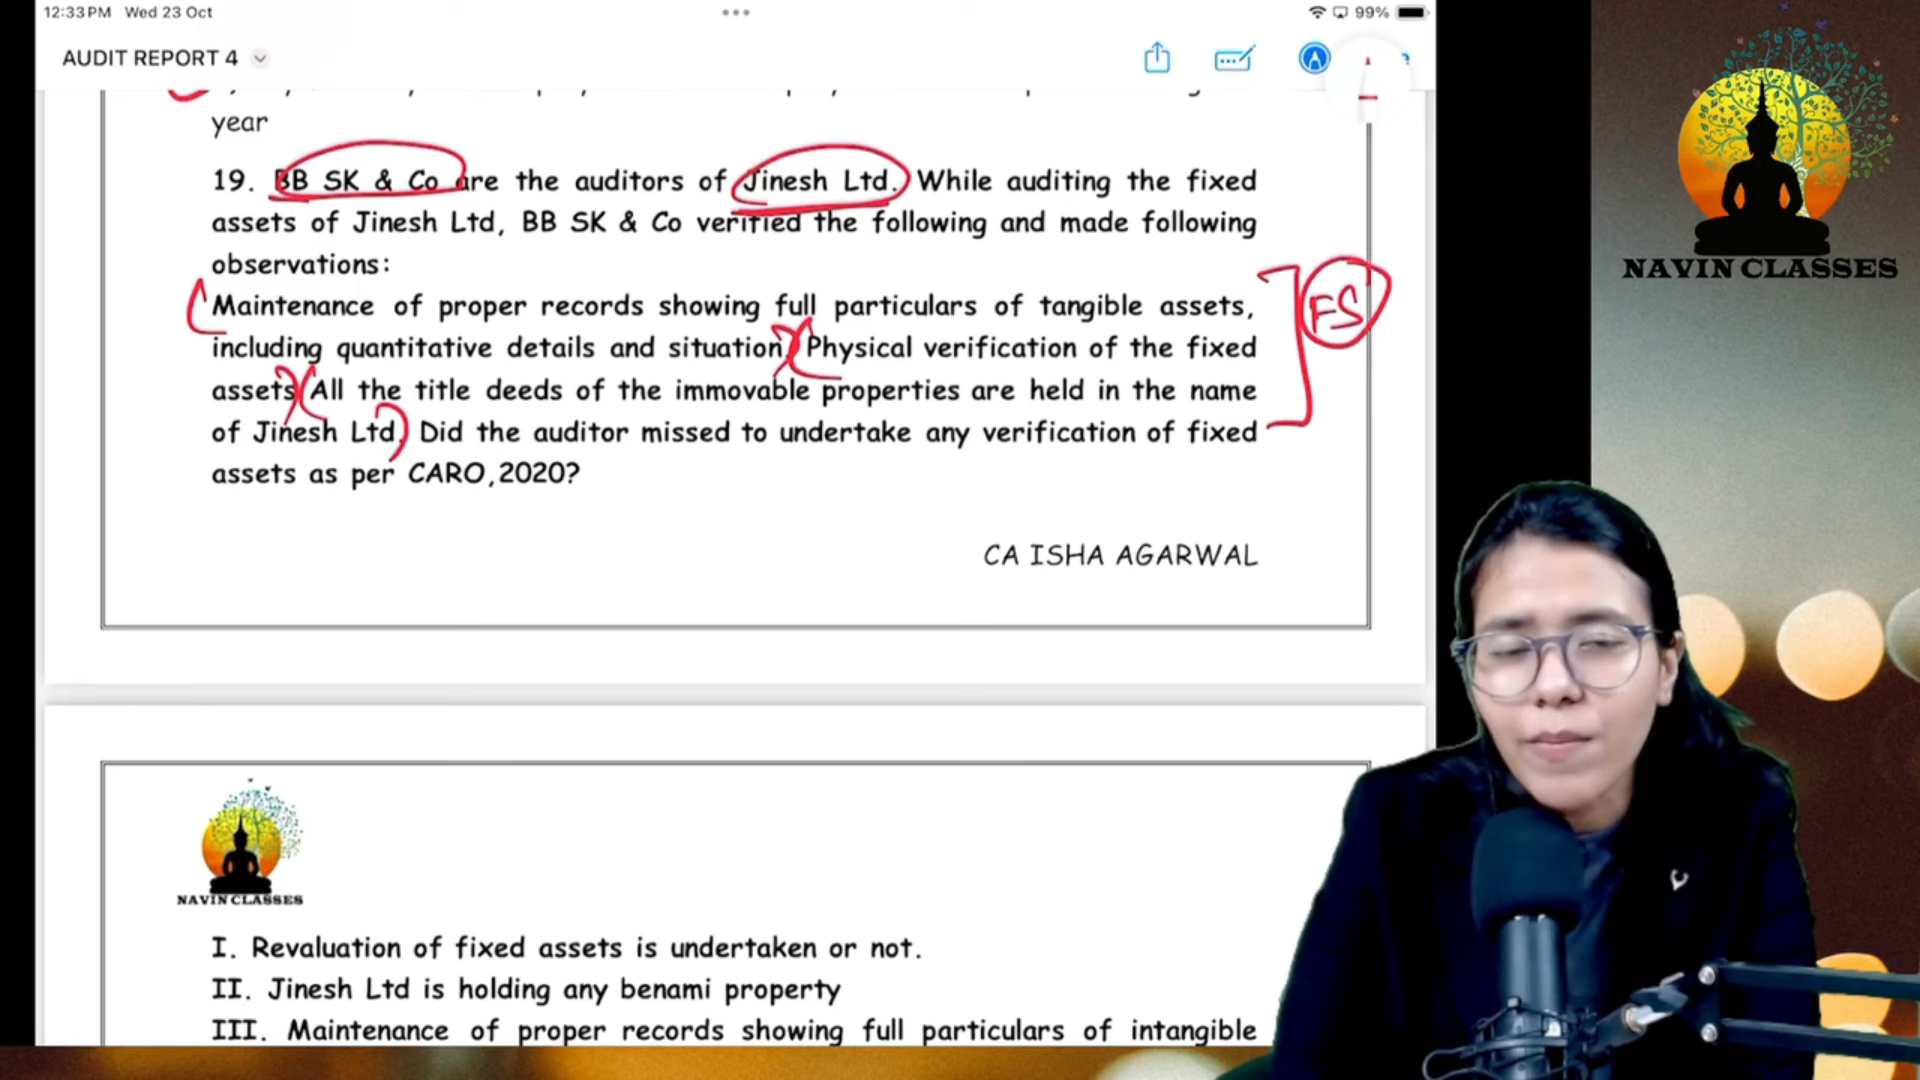 12:33 PM Wed 23 Oct
99%
AUDIT REPORT 4
year
19. BB SK & Co are the auditors of Jinesh Ltd. While auditing the fixed
assets of Jinesh Ltd, BB SK & Co verified the following and made following
observations:
Maintenance of proper records showing full particulars of tangible assets,
including quantitative details and situation. Physical verification of the fixed
assets. All the title deeds of the immovable properties are held in the name
of Jinesh Ltd. Did the auditor missed to undertake any verification of fixed
assets as per CARO,2020?
FS
CA ISHA AGARWAL
NAVIN CLASSES
I. Revaluation of fixed assets is undertaken or not.
II. Jinesh Ltd is holding any benami property
III. Maintenance of proper records showing full particulars of intangible
NAVIN CLASSES